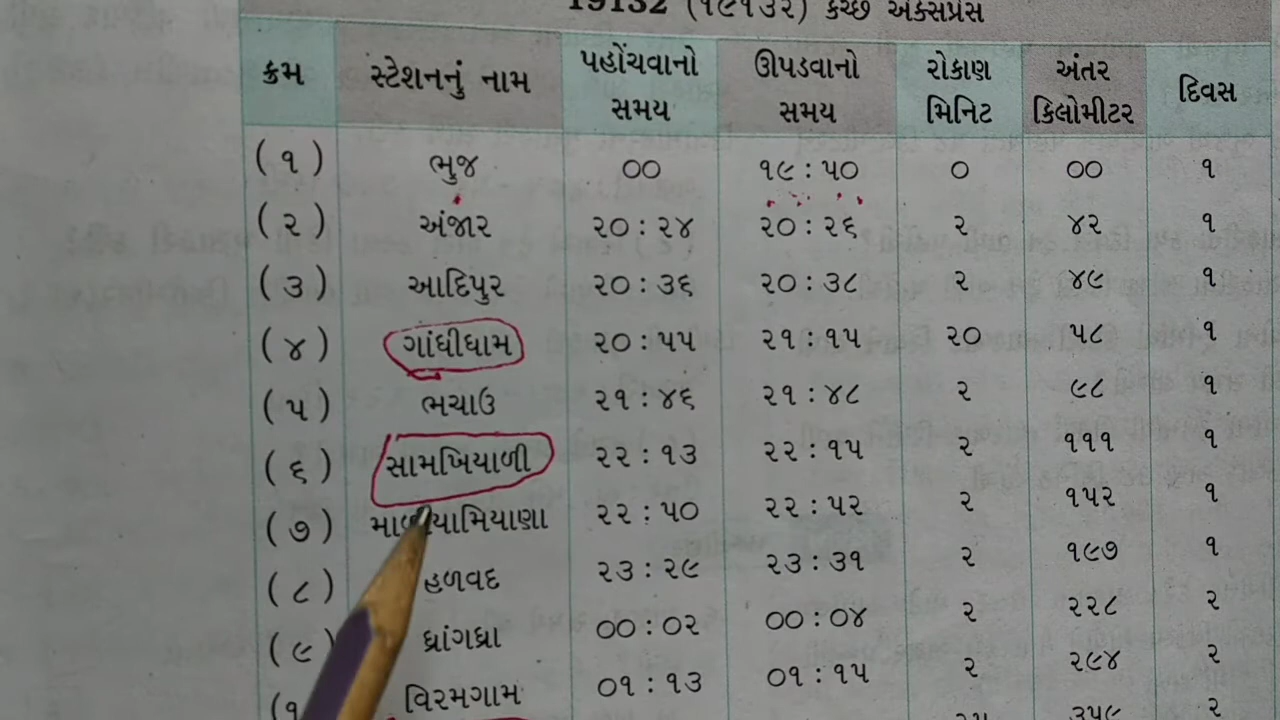 19132 (૧૯૧૩૨) કચ્છ એક્સપ્રેસ
ક્રમ સ્ટેશનનું નામ પહોંચવાનો સમય ઊપડવાનો સમય રોકાણ મિનિટ અંતર કિલોમીટર દિવસ
(૧) ભુજ ૦૦ ૧૯ : ૫૦ ૦ ૦૦ ૧
(૨) અંજાર ૨૦ : ૨૪ ૨૦ : ૨૬ ૨ ૪૨ ૧
(૩) આદિપુર ૨૦ : ૩૬ ૨૦ : ૩૮ ૨ ૪૯ ૧
(૪) ગાંધીધામ ૨૦ : ૫૫ ૨૧ : ૧૫ ૨૦ ૫૮ ૧
(૫) ભચાઉ ૨૧ : ૪૬ ૨૧ : ૪૮ ૨ ૯૮ ૧
(૬) સામખિયાળી ૨૨ : ૧૩ ૨૨ : ૧૫ ૨ ૧૧૧ ૧
(૭) માળીયામિયાણા ૨૨ : ૫૦ ૨૨ : ૫૨ ૨ ૧૫૨ ૧
(૮) હળવદ ૨૩ : ૨૯ ૨૩ : ૩૧ ૨ ૧૯૭ ૧
(૯) ધ્રાંગધ્રા ૦૦ : ૦૨ ૦૦ : ૦૪ ૨ ૨૨૮ ૨
વિરમગામ ૦૧ : ૧૩ ૦૧ : ૧૫ ૨ ૨૯૪ ૨
૩૫૯ ૨